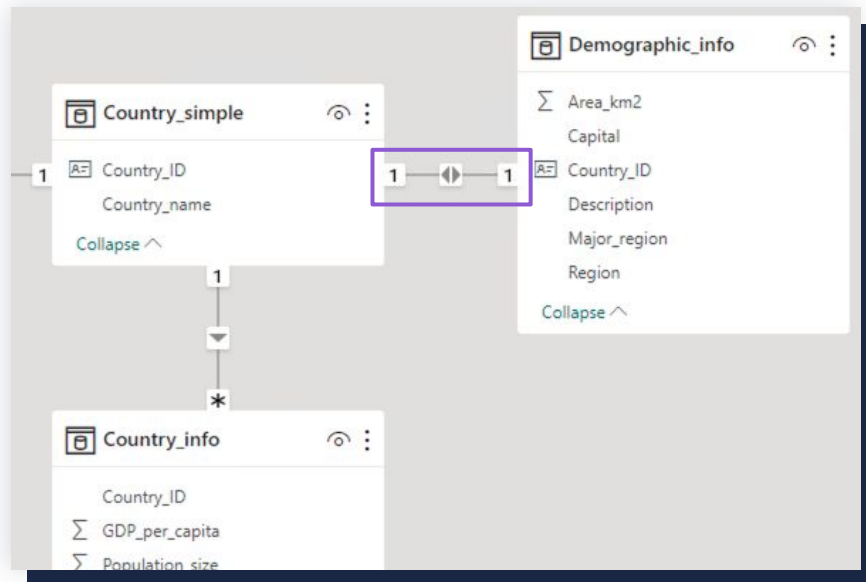 Demographic_info
Area_km2
Capital
Country_ID
Description
Major_region
Region
Collapse
Country_simple
Country_ID
Country_name
Collapse
1
1
1
1
*
Country_info
Country_ID
GDP_per_capita
Population_size